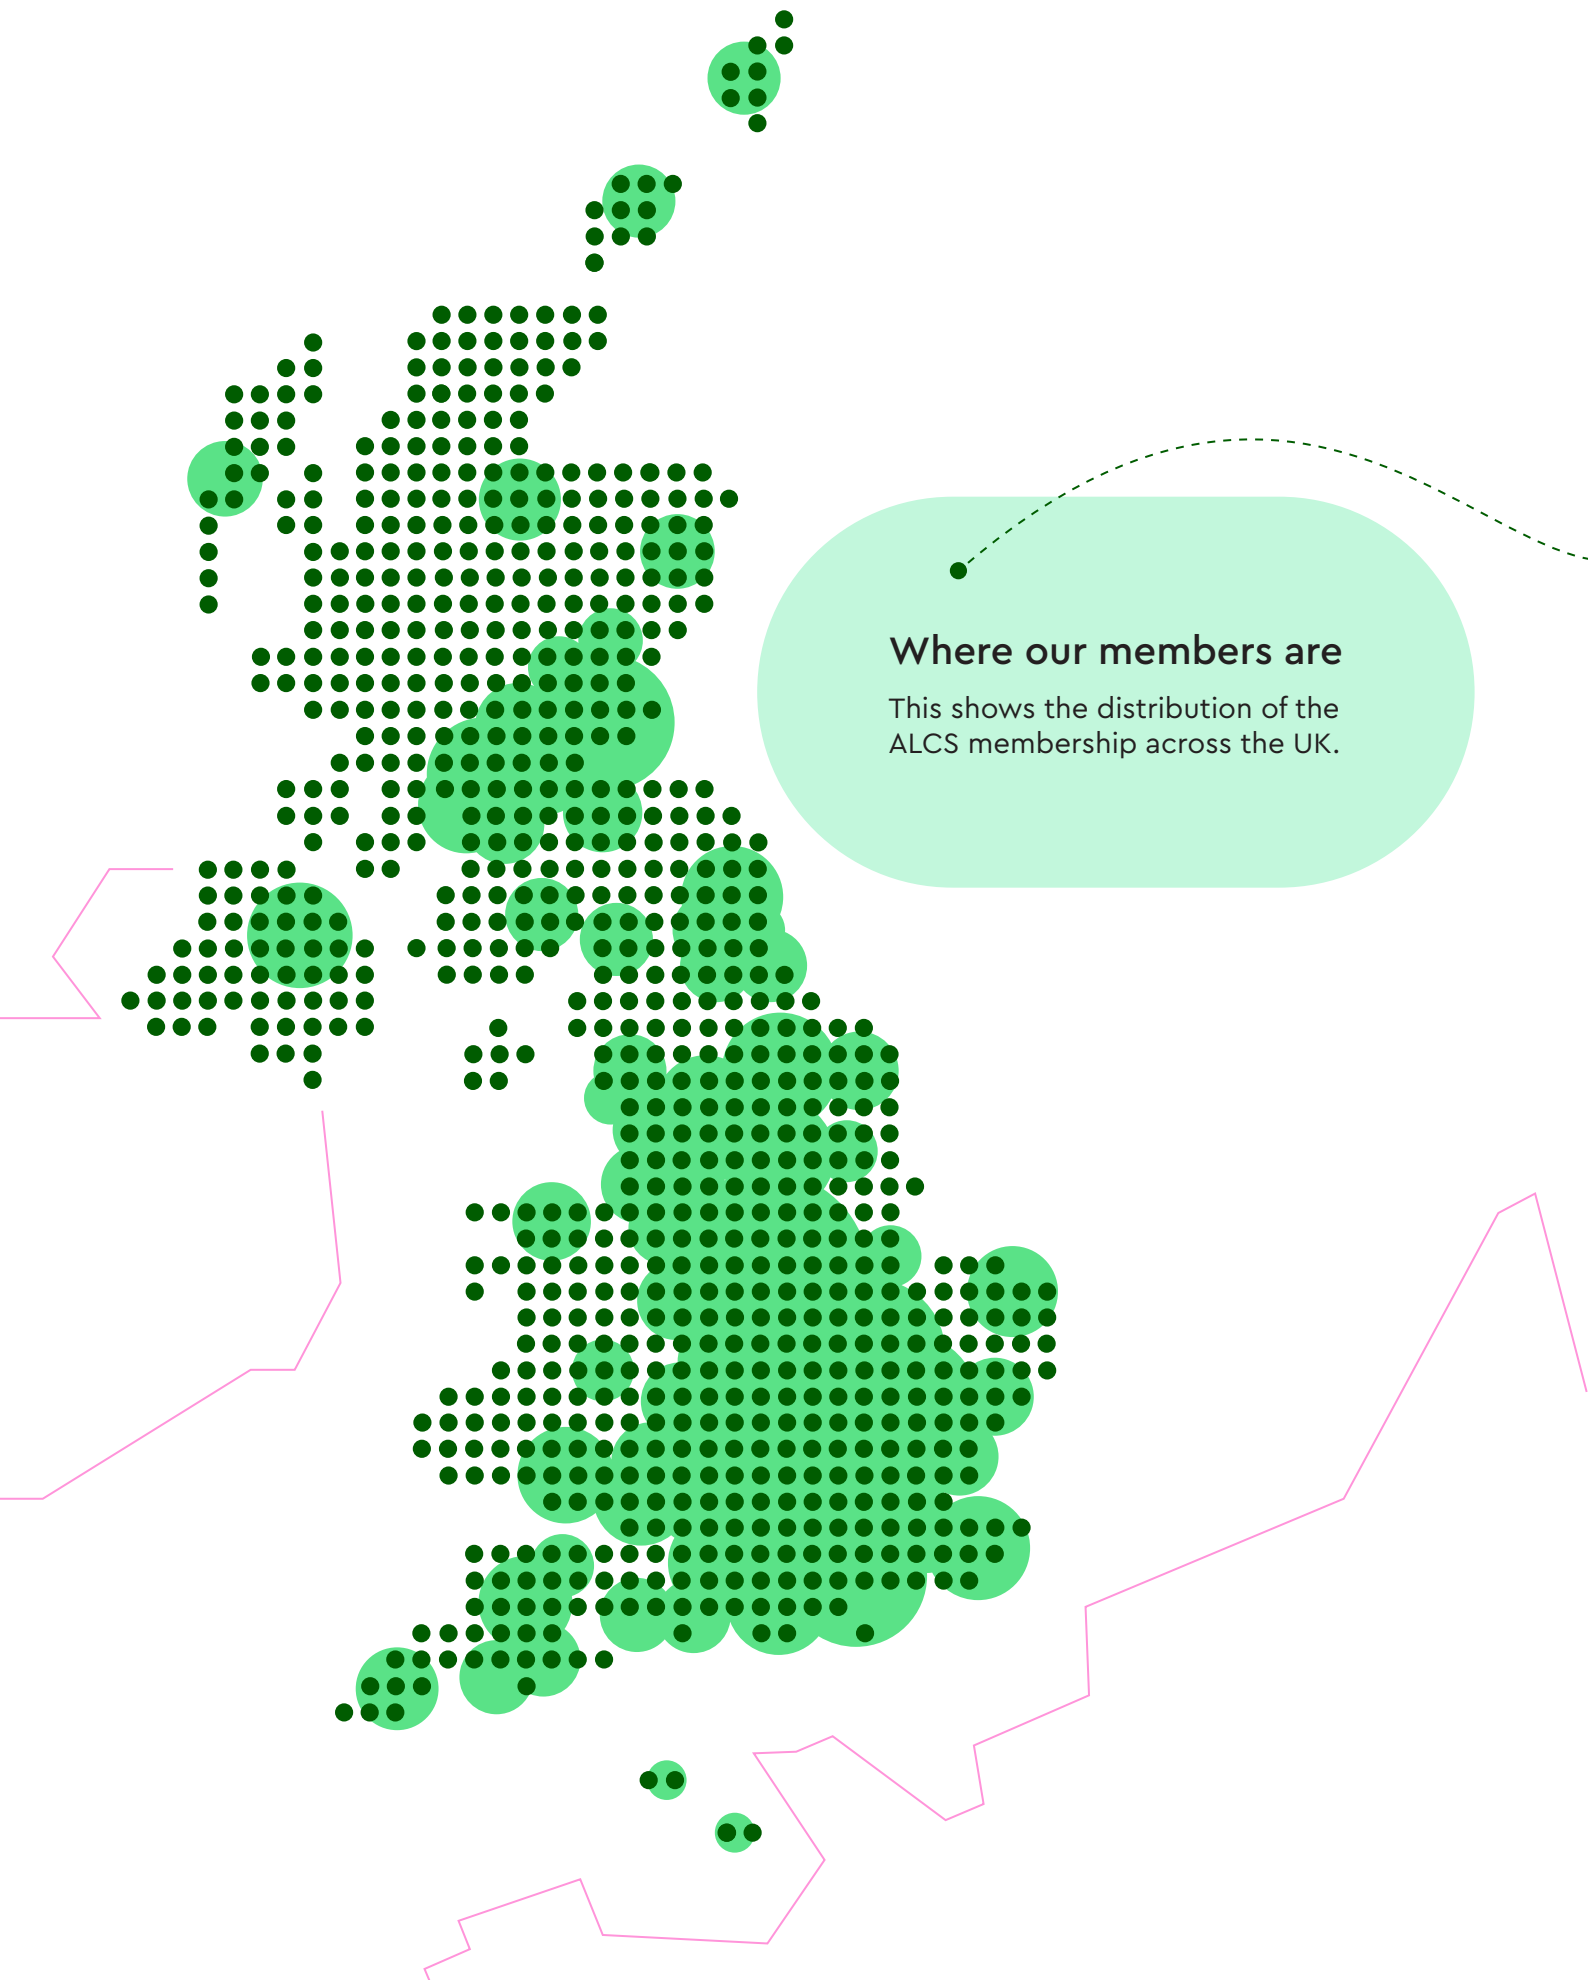 Where our members are
This shows the distribution of the
ALCS membership across the UK.